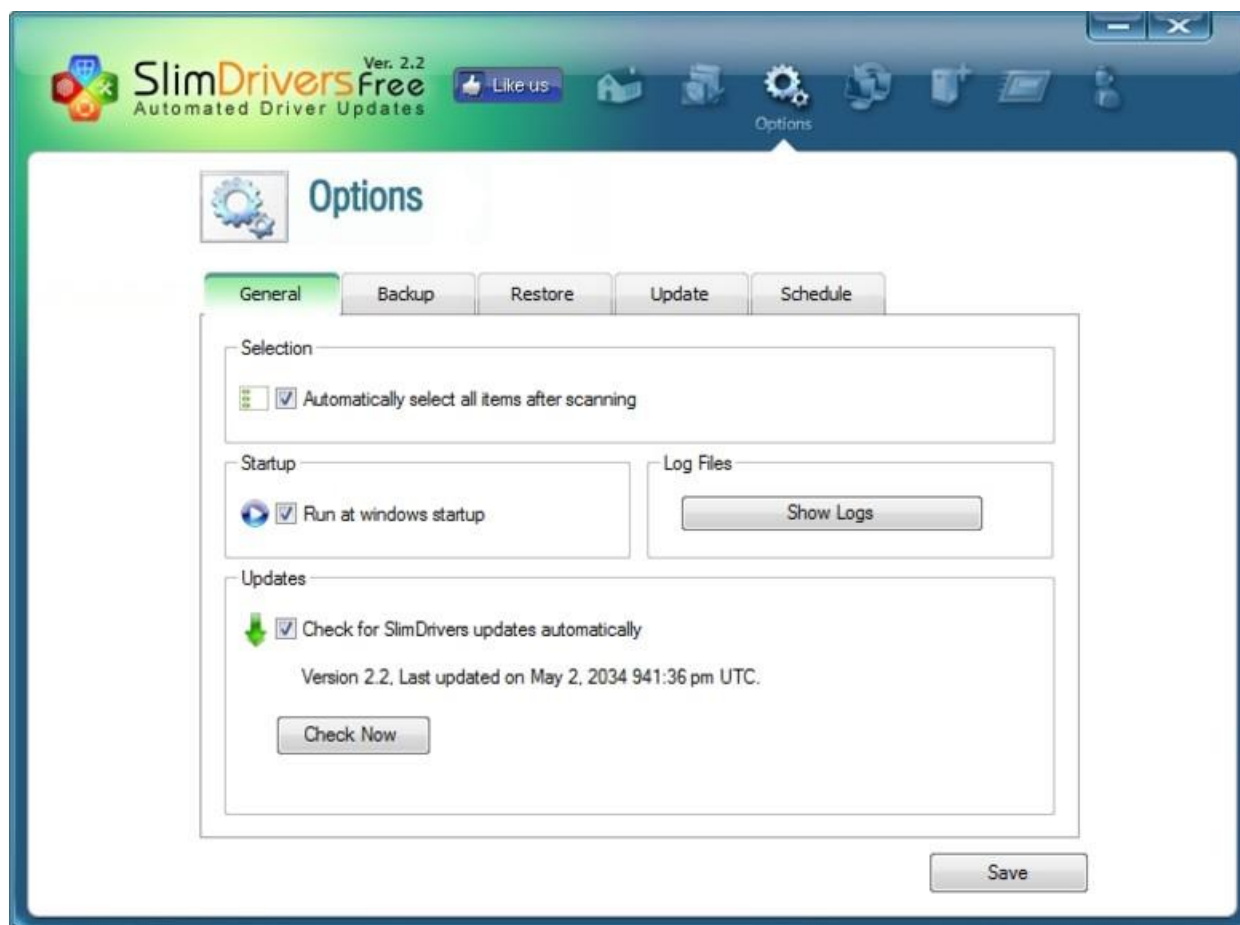 Ver. 2.2
SlimDrivers Free
Automated Driver Updates
Like us
Options
Options
General Backup Restore Update Schedule
Selection
Automatically select all items after scanning
Startup Log Files
Run at windows startup Show Logs
Updates
Check for SlimDrivers updates automatically
Version 2.2, Last updated on May 2, 2034 941:36 pm UTC.
Check Now
Save